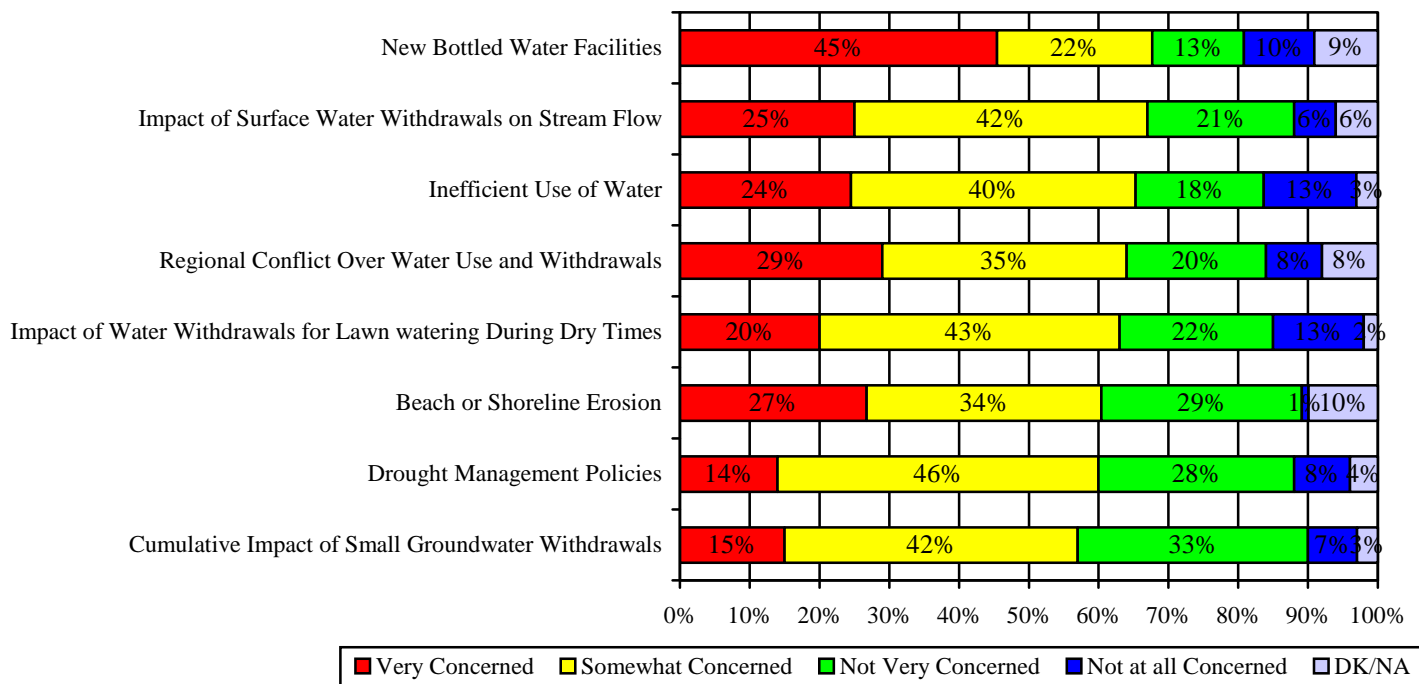 New Bottled Water Facilities 45% 22% 13% 10% 9%
Impact of Surface Water Withdrawals on Stream Flow 25% 42% 21% 6% 6%
Inefficient Use of Water 24% 40% 18% 13% 3%
Regional Conflict Over Water Use and Withdrawals 29% 35% 20% 8% 8%
Impact of Water Withdrawals for Lawn watering During Dry Times 20% 43% 22% 13% 2%
Beach or Shoreline Erosion 27% 34% 29% 1% 10%
Drought Management Policies 14% 46% 28% 8% 4%
Cumulative Impact of Small Groundwater Withdrawals 15% 42% 33% 7% 3%
0% 10% 20% 30% 40% 50% 60% 70% 80% 90% 100%
Very Concerned Somewhat Concerned Not Very Concerned Not at all Concerned DK/NA